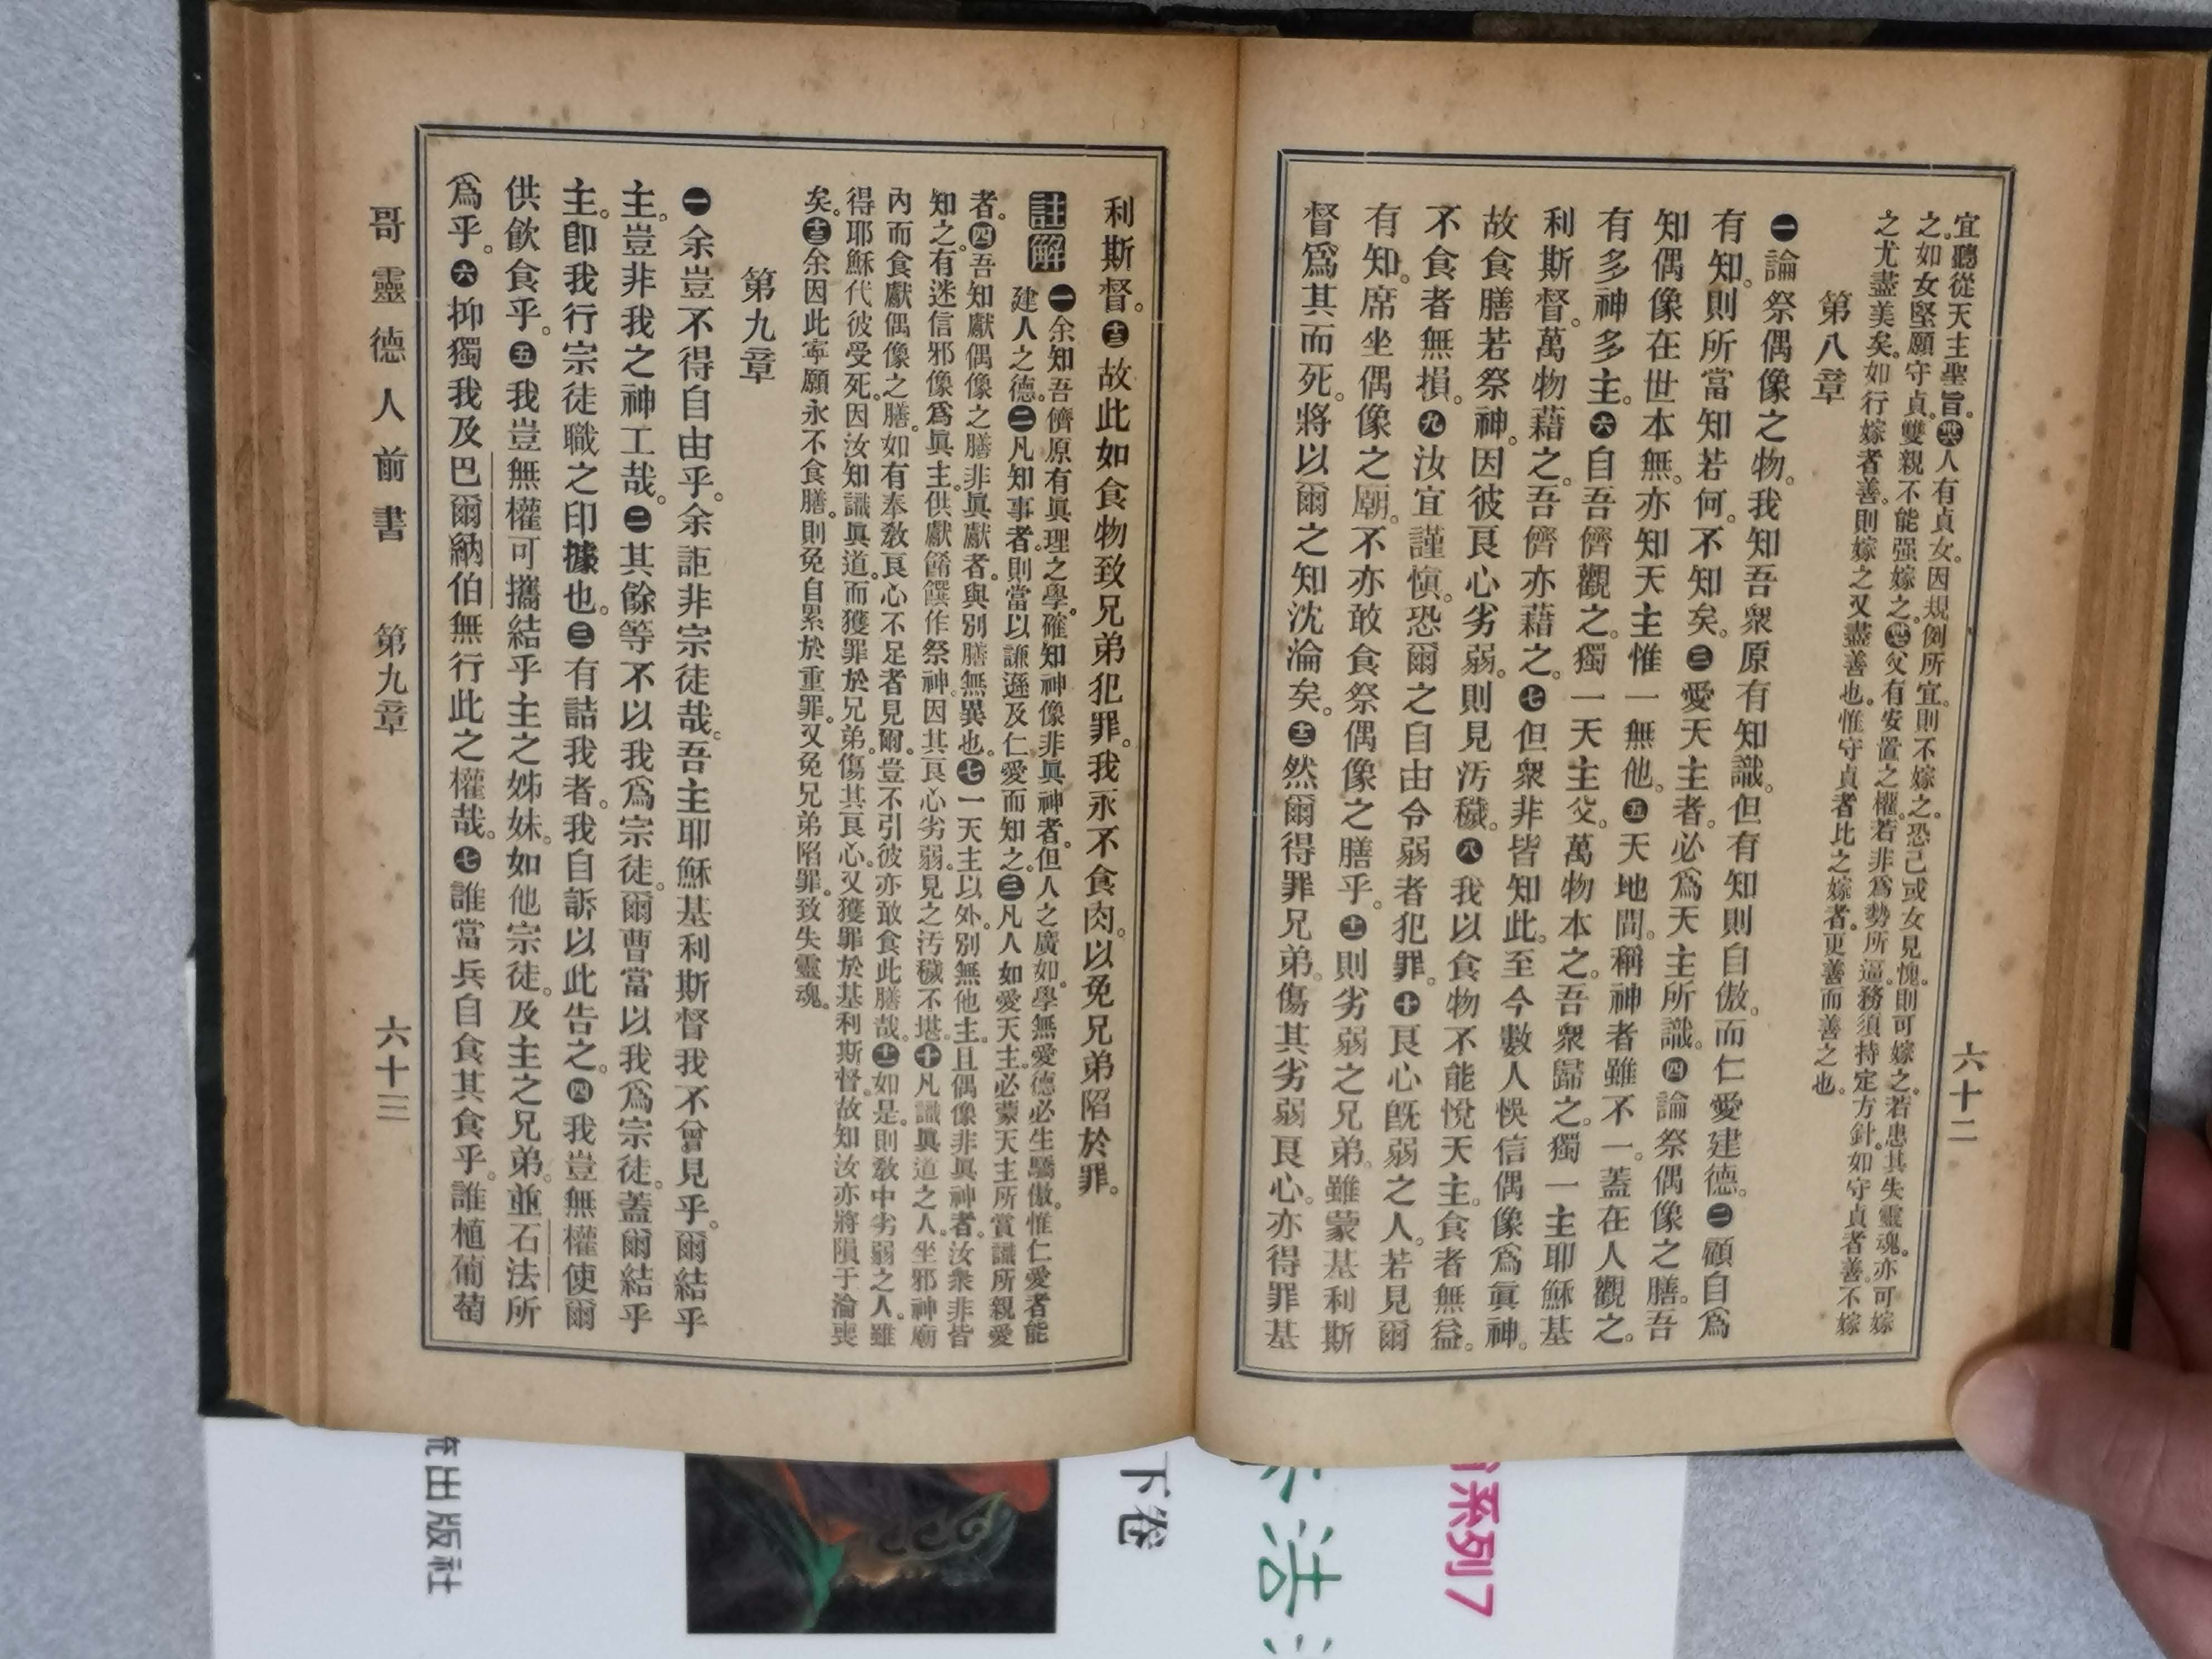 宜聽從天主聖旨。㊱人有貞女。因規例所宜。則不嫁之。恐己或女見愧。則可嫁之。若患其失靈魂。亦可嫁
之。如女堅願守貞。雙親不能强嫁之。㊲父有安置之權。若非爲勢所逼。務須持定方針。如守貞者善。不嫁
之尤盡美矣。如行嫁者善。則嫁之又盡善也。惟守貞者比之嫁者。更善而善之也。
第八章
㊀論祭偶像之物。我知吾衆原有知識。但有知則自傲。而仁愛建德。㊁顧自爲
有知。則所當知若何。不知矣。㊂愛天主者。必爲天主所識。㊃論祭偶像之膳。吾
知偶像在世本無。亦知天主惟一無他。㊄天地間。稱神者雖不一。蓋在人觀之。
有多神多主。㊅自吾儕觀之。獨一天主父。萬物本之。吾衆歸之。獨一主耶穌基
利斯督。萬物藉之。吾儕亦藉之。㊆但衆非皆知此。至今數人悞信偶像爲眞神。
故食膳若祭神。因彼良心劣弱。則見汚穢。㊇我以食物不能悅天主。食者無益。
不食者無損。㊈汝宜謹愼。恐爾之自由令弱者犯罪。㊉良心旣弱之人。若見爾
有知。席坐偶像之廟。不亦敢食祭偶像之膳乎。⑪則劣弱之兄弟。雖蒙基利斯
督爲其而死。將以爾之知沈淪矣。⑫然爾得罪兄弟。傷其劣弱良心。亦得罪基
六十二
利斯督。⑬故此如食物致兄弟犯罪。我永不食肉。以免兄弟陷於罪。
註解 ㊀余知吾儕原有眞理之學。確知神像非眞神者。但人之廣如。學無愛德必生驕傲。惟仁愛者能
建人之德。㊁凡知事者。則當以謙遜及仁愛而知之。㊂凡人如愛天主。必蒙天主所賞識所親愛
者。㊃吾知獻偶像之膳。非眞獻者。與別膳無異也。㊆一天主以外。別無他主。且偶像非眞神者。汝衆非皆
知之。有迷信邪像爲眞主。供獻餚饌作祭神。因其良心劣弱。見之汚穢不堪。㊉凡識眞道之人。坐邪神廟
內而食獻偶像之膳。如有奉敎良心不足者見爾。豈不引彼亦敢食此膳哉。⑪如是。則敎中劣弱之人。雖
得耶穌代彼受死。因汝知識眞道。而獲罪於兄弟。傷其良心。又獲罪於基利斯督。故知汝亦將隕于淪喪
矣。⑬余因此寧願永不食膳。則免自累於重罪。又免兄弟陷罪。致失靈魂。
第九章
㊀余豈不得自由乎。余詎非宗徒哉。吾主耶穌基利斯督我不曾見乎。爾結乎
主。豈非我之神工哉。㊁其餘等不以我爲宗徒。爾曹當以我爲宗徒。蓋爾結乎
主。卽我行宗徒職之印據也。㊂有詰我者。我自訴以此告之。㊃我豈無權使爾
供飮食乎。㊄我豈無權可攜結乎主之姊妹。如他宗徒。及主之兄弟。並石法所
爲乎。㊅抑獨我及巴爾納伯無行此之權哉。㊆誰當兵自食其食乎。誰植葡萄
哥靈德人前書 第九章 六十三
出版社
下卷
系列7